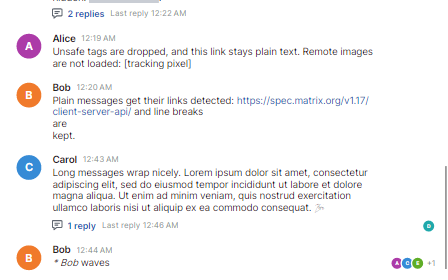 2 replies Last reply 12:22 AM
A
Alice 12:19 AM
Unsafe tags are dropped, and this link stays plain text. Remote images
are not loaded: [tracking pixel]
B
Bob 12:20 AM
Plain messages get their links detected: https://spec.matrix.org/v1.17/
client-server-api/ and line breaks
are
kept.
C
Carol 12:43 AM
Long messages wrap nicely. Lorem ipsum dolor sit amet, consectetur
adipiscing elit, sed do eiusmod tempor incididunt ut labore et dolore
magna aliqua. Ut enim ad minim veniam, quis nostrud exercitation
ullamco laboris nisi ut aliquip ex ea commodo consequat.
1 reply Last reply 12:46 AM
D
B
Bob 12:44 AM
* Bob waves
A C E +1